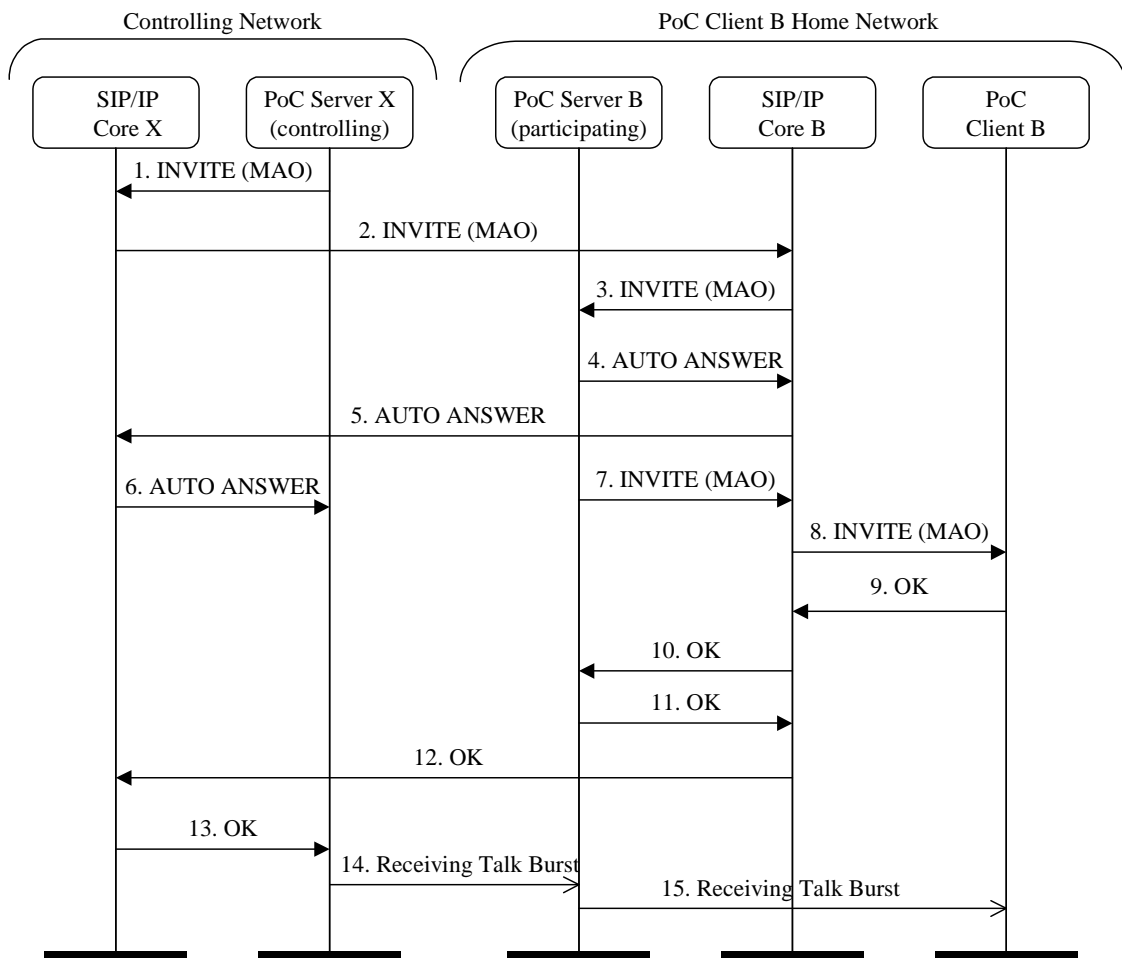 Controlling Network
PoC Client B Home Network
SIP/IP
Core X
PoC Server X
(controlling)
PoC Server B
(participating)
SIP/IP
Core B
PoC
Client B
1. INVITE (MAO)
2. INVITE (MAO)
3. INVITE (MAO)
4. AUTO ANSWER
5. AUTO ANSWER
6. AUTO ANSWER
7. INVITE (MAO)
8. INVITE (MAO)
9. OK
10. OK
11. OK
12. OK
13. OK
14. Receiving Talk Burst
15. Receiving Talk Burst